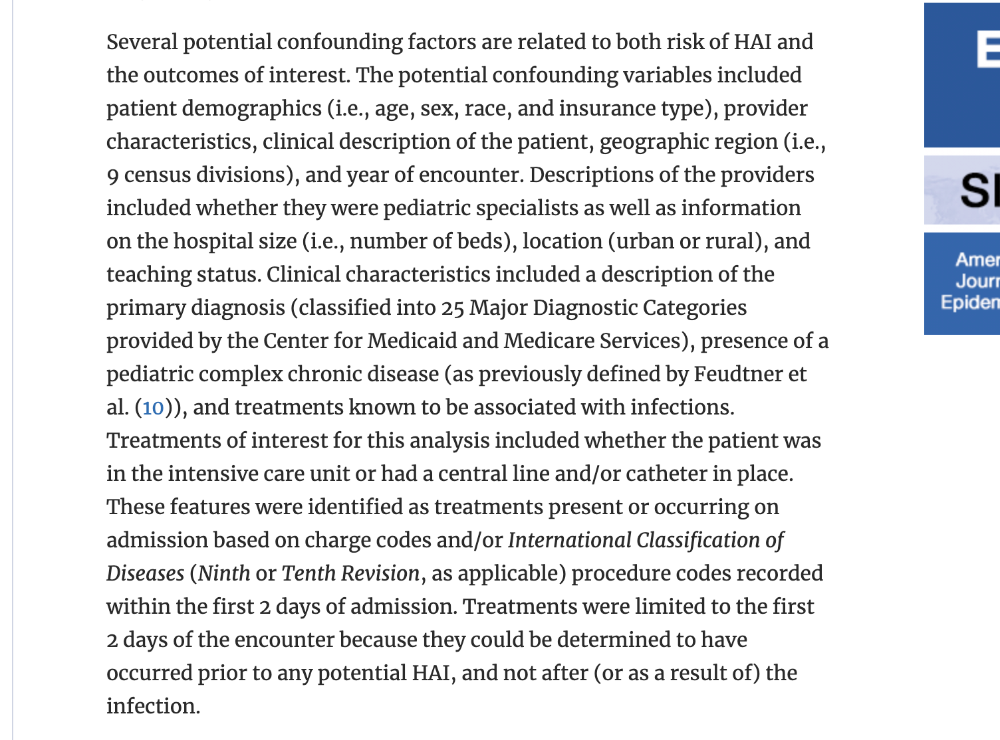 Several potential confounding factors are related to both risk of HAI and
the outcomes of interest. The potential confounding variables included
patient demographics (i.e., age, sex, race, and insurance type), provider
characteristics, clinical description of the patient, geographic region (i.e.,
9 census divisions), and year of encounter. Descriptions of the providers
included whether they were pediatric specialists as well as information
on the hospital size (i.e., number of beds), location (urban or rural), and
teaching status. Clinical characteristics included a description of the
primary diagnosis (classified into 25 Major Diagnostic Categories
provided by the Center for Medicaid and Medicare Services), presence of a
pediatric complex chronic disease (as previously defined by Feudtner et
al. (10)), and treatments known to be associated with infections.
Treatments of interest for this analysis included whether the patient was
in the intensive care unit or had a central line and/or catheter in place.
These features were identified as treatments present or occurring on
admission based on charge codes and/or International Classification of
Diseases (Ninth or Tenth Revision, as applicable) procedure codes recorded
within the first 2 days of admission. Treatments were limited to the first
2 days of the encounter because they could be determined to have
occurred prior to any potential HAI, and not after (or as a result of) the
infection.